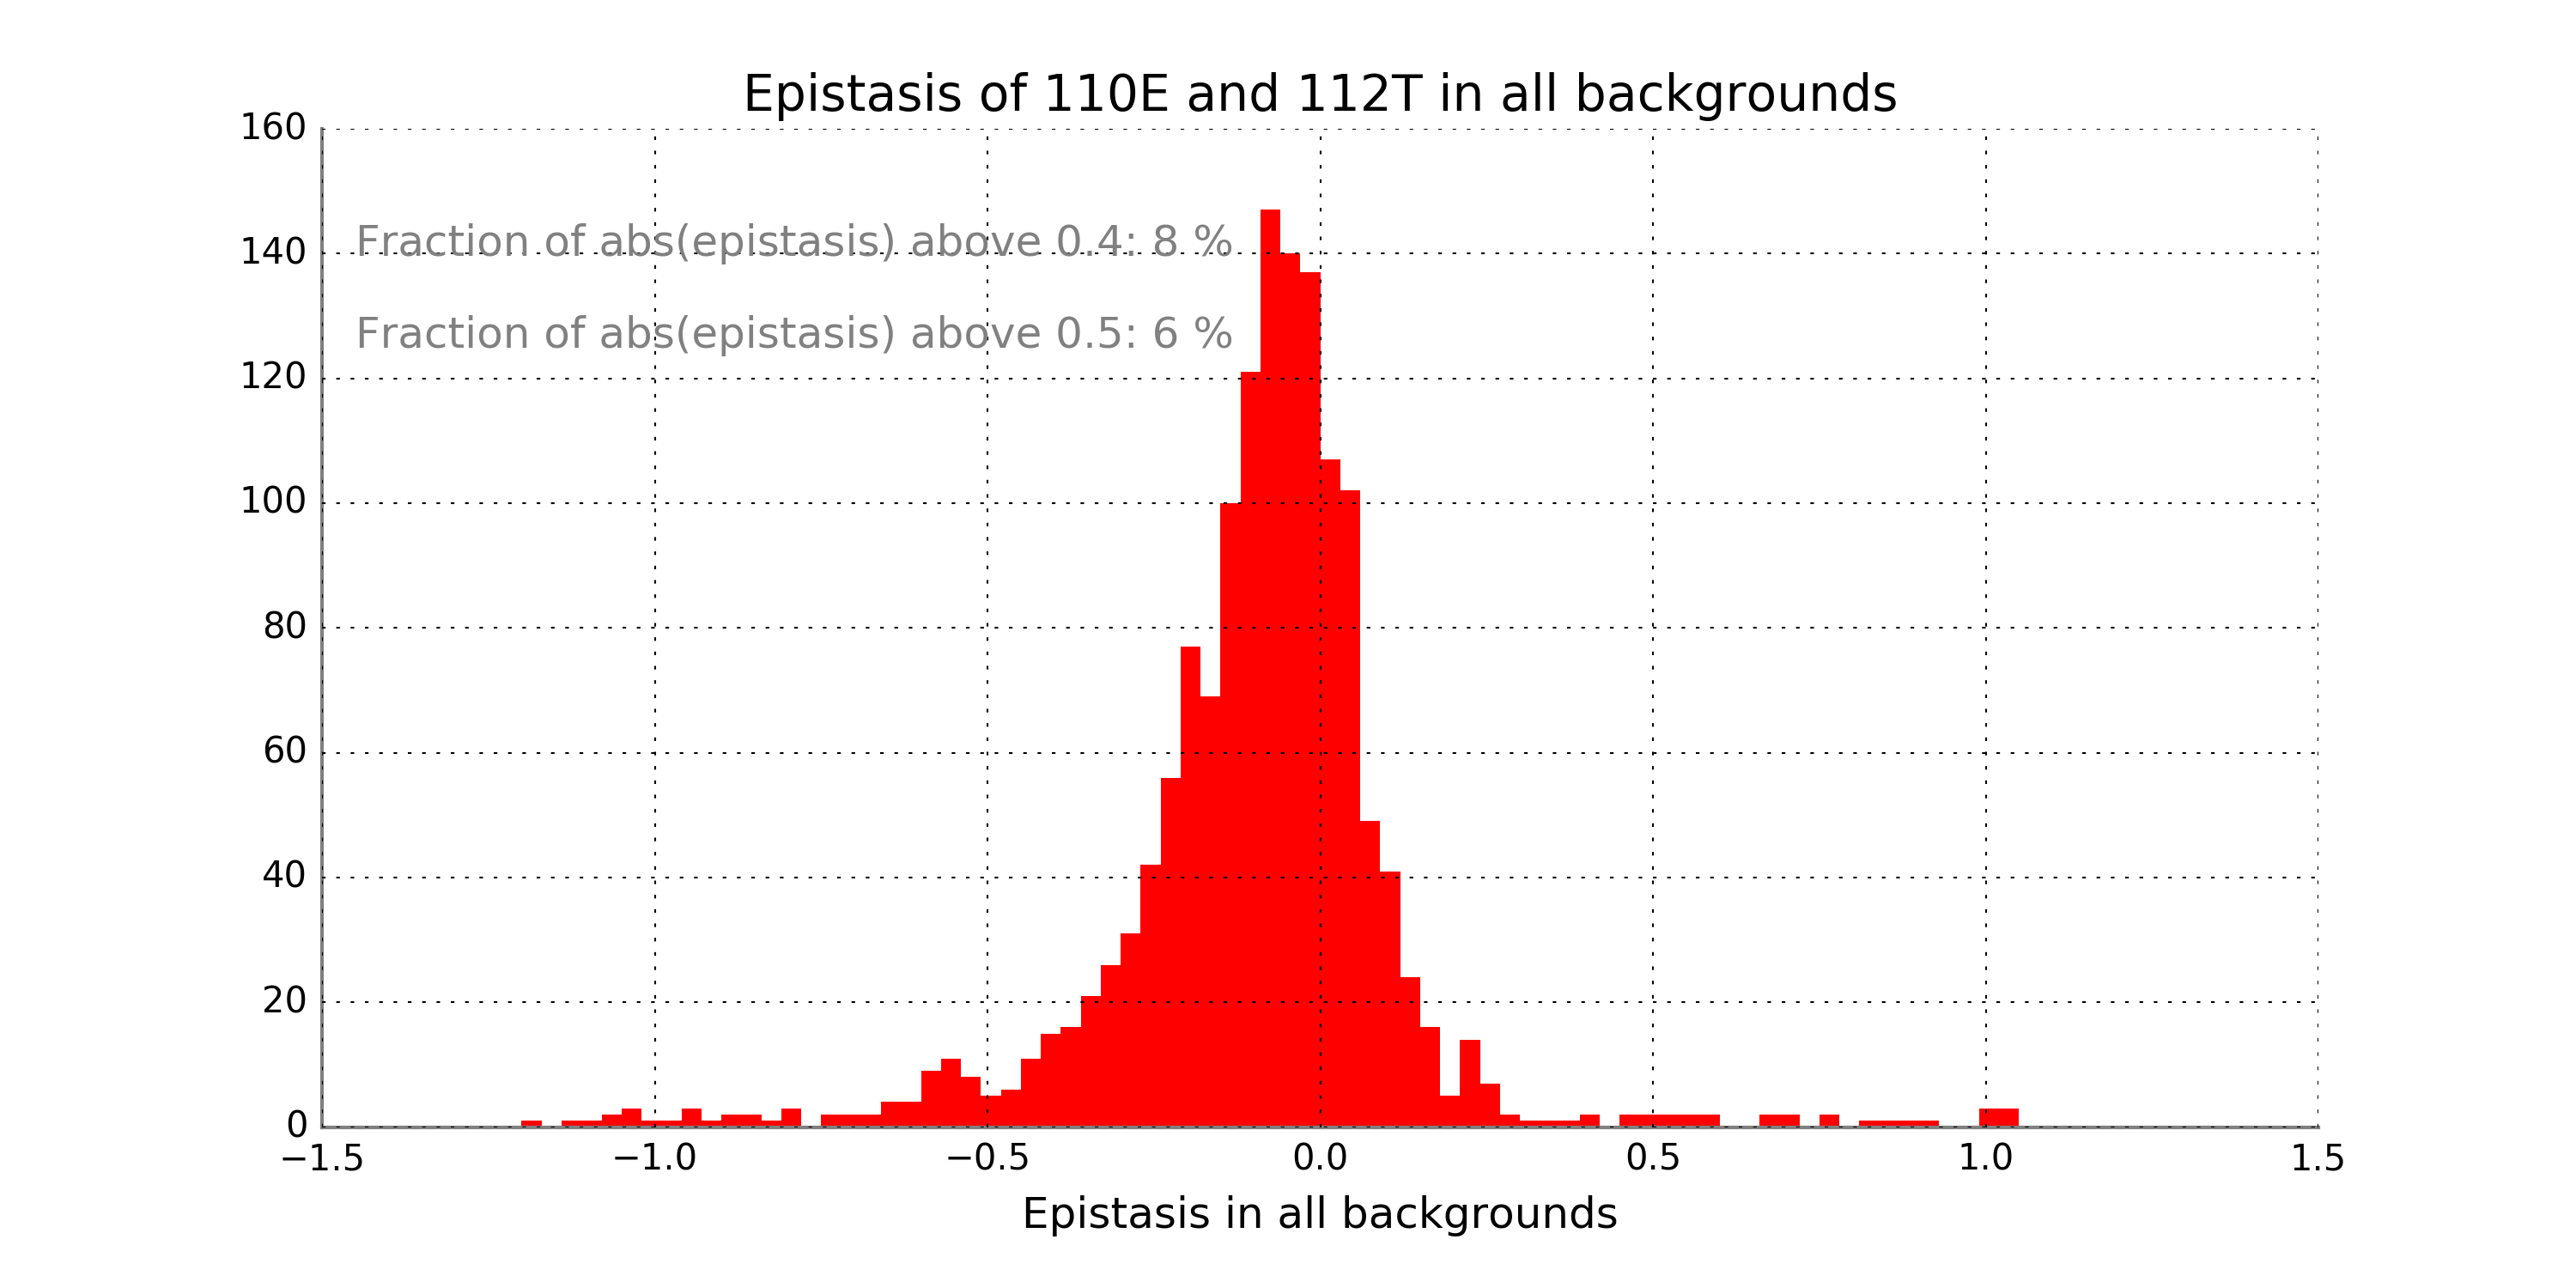 Epistasis of 110E and 112T in all backgrounds
160
Fraction of abs(epistasis) above 0.4: 8 %
140
Fraction of abs(epistasis) above 0.5: 6 %
120
100
80
60
40
20
0
−1.5 −1.0 −0.5 0.0 0.5 1.0 1.5
Epistasis in all backgrounds